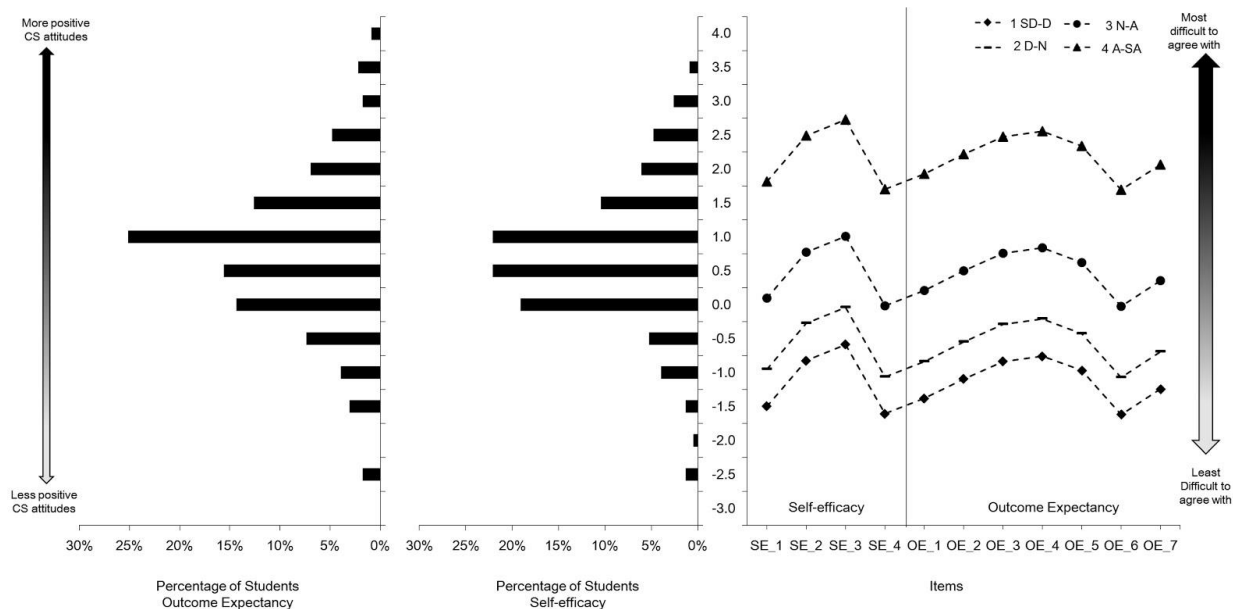 More positive
CS attitudes
Less positive
CS attitudes
30% 25% 20% 15% 10% 5% 0%
Percentage of Students
Outcome Expectancy
30% 25% 20% 15% 10% 5% 0%
Percentage of Students
Self-efficacy
4.0
3.5
3.0
2.5
2.0
1.5
1.0
0.5
0.0
-0.5
-1.0
-1.5
-2.0
-2.5
-3.0
1 SD-D
3 N-A
2 D-N
4 A-SA
Self-efficacy
Outcome Expectancy
SE_1 SE_2 SE_3 SE_4 OE_1 OE_2 OE_3 OE_4 OE_5 OE_6 OE_7
Items
Most
difficult to
agree with
Least
Difficult to
agree with